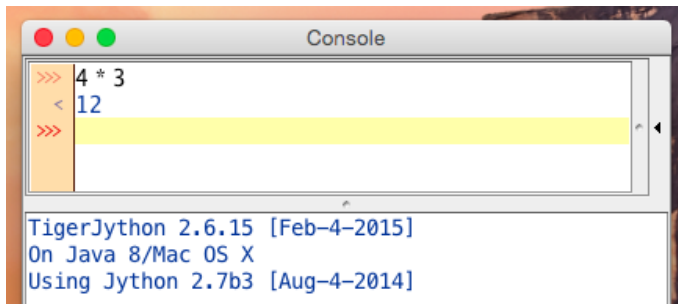 Console
>>> 4 * 3
< 12
>>>
TigerJython 2.6.15 [Feb-4-2015]
On Java 8/Mac OS X
Using Jython 2.7b3 [Aug-4-2014]